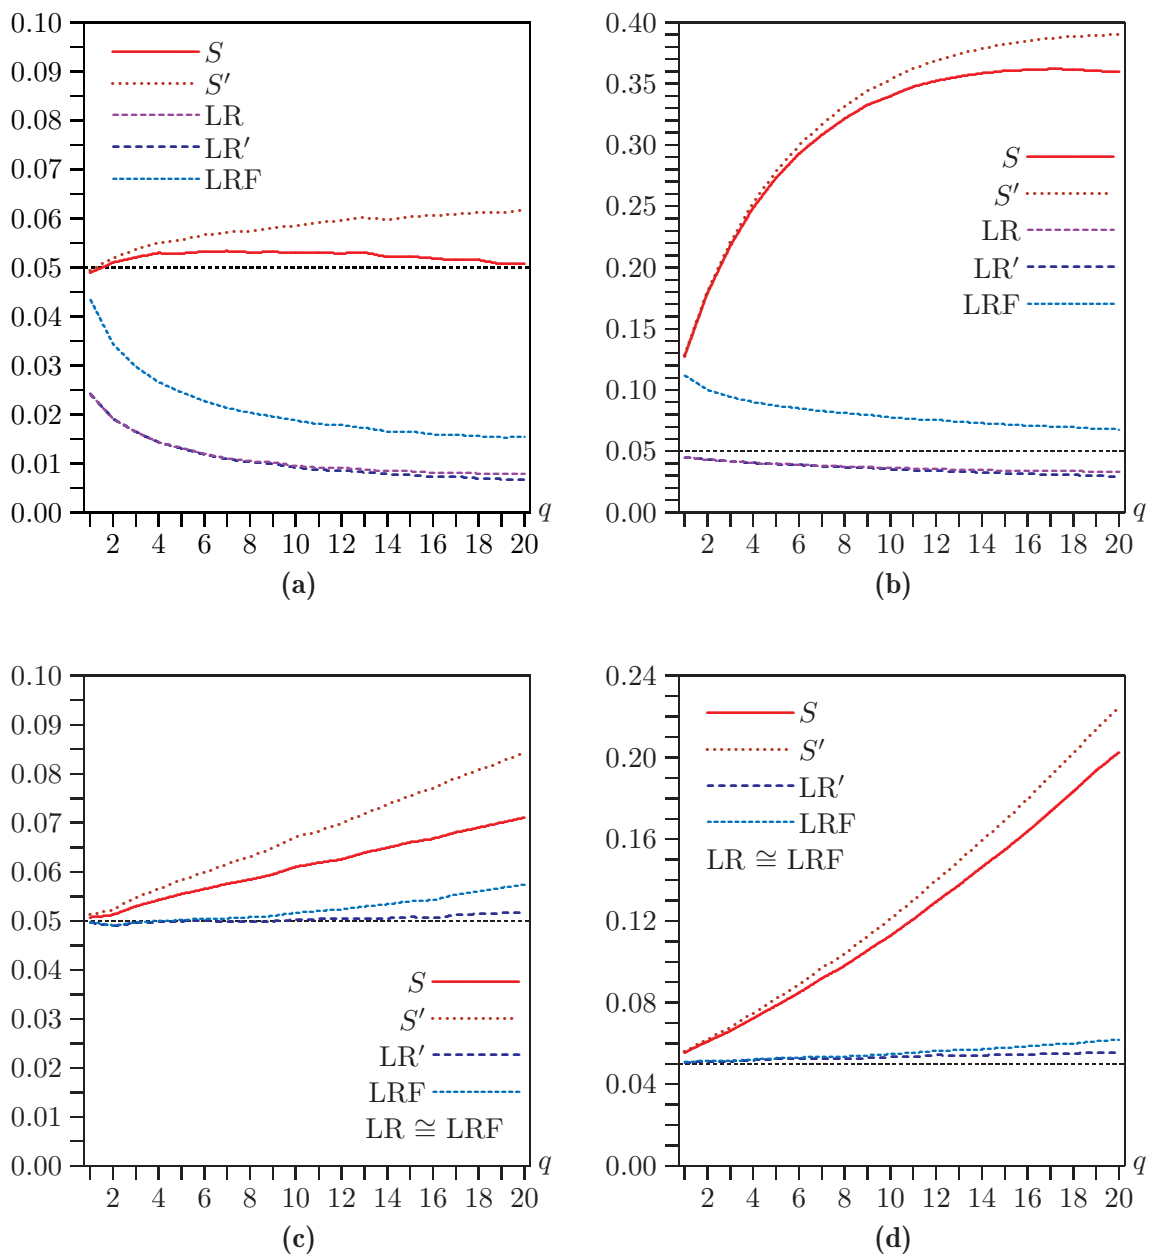 0.10
0.09
0.08
0.07
0.06
0.05
0.04
0.03
0.02
0.01
0.00
S
S′
LR
LR′
LRF
2 4 6 8 10 12 14 16 18 20
q
(a)
0.40
0.35
0.30
0.25
0.20
0.15
0.10
0.05
0.00
S
S′
LR
LR′
LRF
2 4 6 8 10 12 14 16 18 20
q
(b)
0.10
0.09
0.08
0.07
0.06
0.05
0.04
0.03
0.02
0.01
0.00
S
S′
LR′
LRF
LR ≅ LRF
2 4 6 8 10 12 14 16 18 20
q
(c)
0.24
0.20
0.16
0.12
0.08
0.04
0.00
S
S′
LR′
LRF
LR ≅ LRF
2 4 6 8 10 12 14 16 18 20
q
(d)